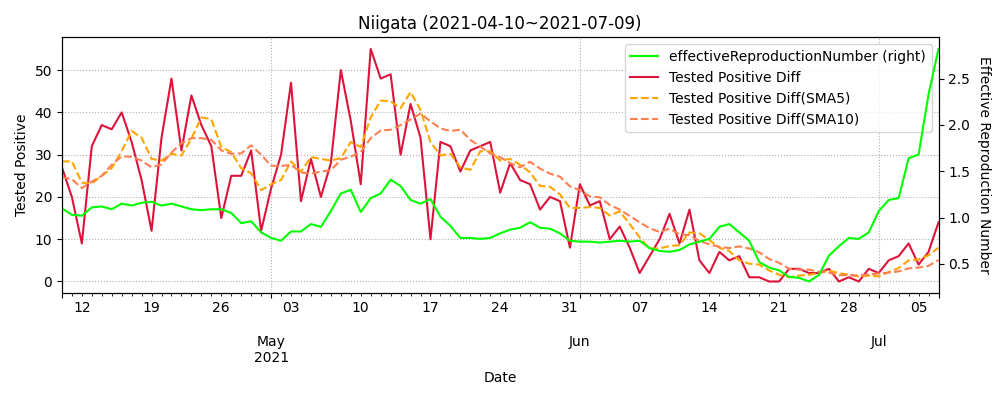 Niigata (2021-04-10~2021-07-09)
Tested Positive
50
40
30
20
10
0
effectiveReproductionNumber (right)
Tested Positive Diff
Tested Positive Diff(SMA5)
Tested Positive Diff(SMA10)
2.5
2.0
1.5
1.0
0.5
Effective Reproduction Number
12 19 26 03 10 17 24 31 07 14 21 28 05
May Jun Jul
2021
Date